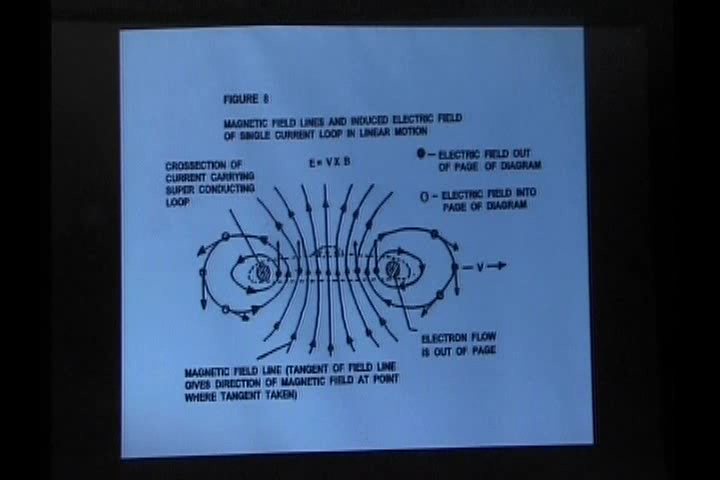 FIGURE 8
MAGNETIC FIELD LINES AND INDUCED ELECTRIC FIELD
OF SINGLE CURRENT LOOP IN LINEAR MOTION
E = V X B
CROSSECTION OF
CURRENT CARRYING
SUPER CONDUCTING
LOOP
- ELECTRIC FIELD OUT
OF PAGE OF DIAGRAM
- ELECTRIC FIELD INTO
PAGE OF DIAGRAM
V
ELECTRON FLOW
IS OUT OF PAGE
MAGNETIC FIELD LINE (TANGENT OF FIELD LINE
GIVES DIRECTION OF MAGNETIC FIELD AT POINT
WHERE TANGENT TAKEN)